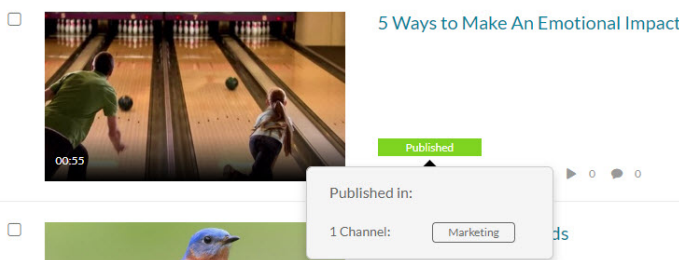 5 Ways to Make An Emotional Impact
00:55
Published
0 0
Published in:
1 Channel: Marketing
ds